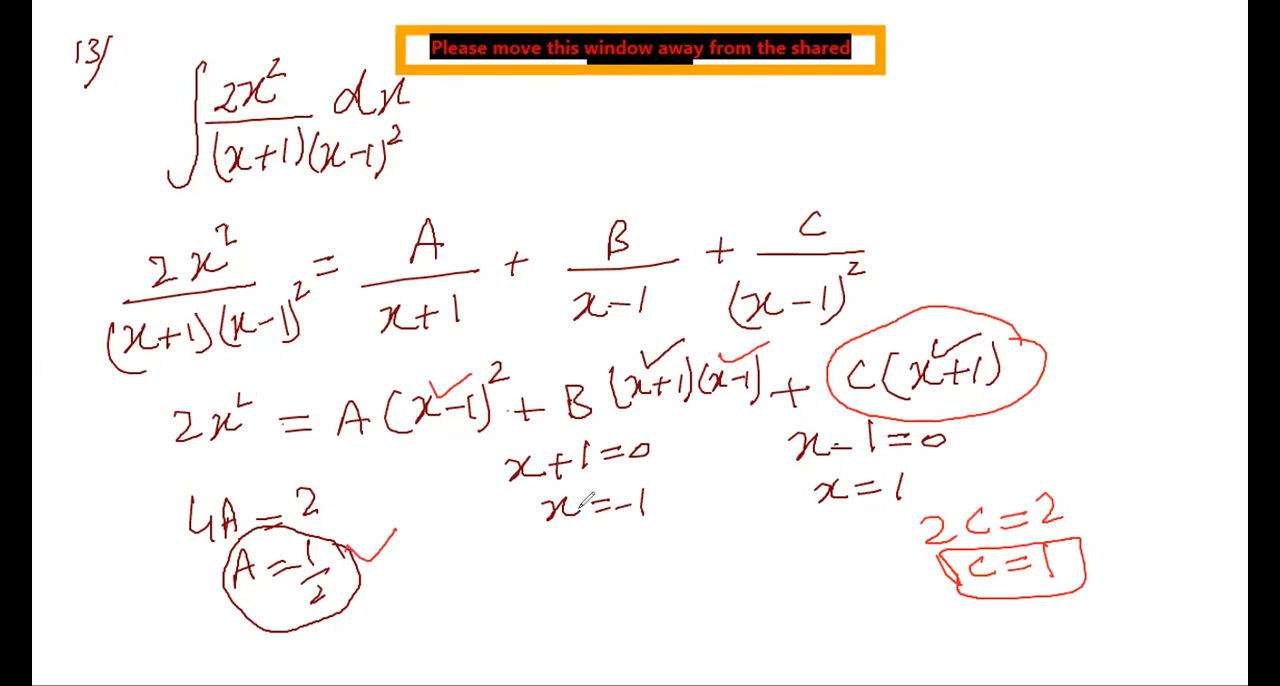 Please move this window away from the shared
13)
∫ 2x² / (x+1)(x-1)² dx
2x² / (x+1)(x-1)² = A / x+1 + B / x-1 + C / (x-1)²
2x² = A(x-1)² + B(x+1)(x-1) + C(x+1)
x+1=0
x-1=0
x=-1
x=1
4A=2
A=1/2
2C=2
C=1